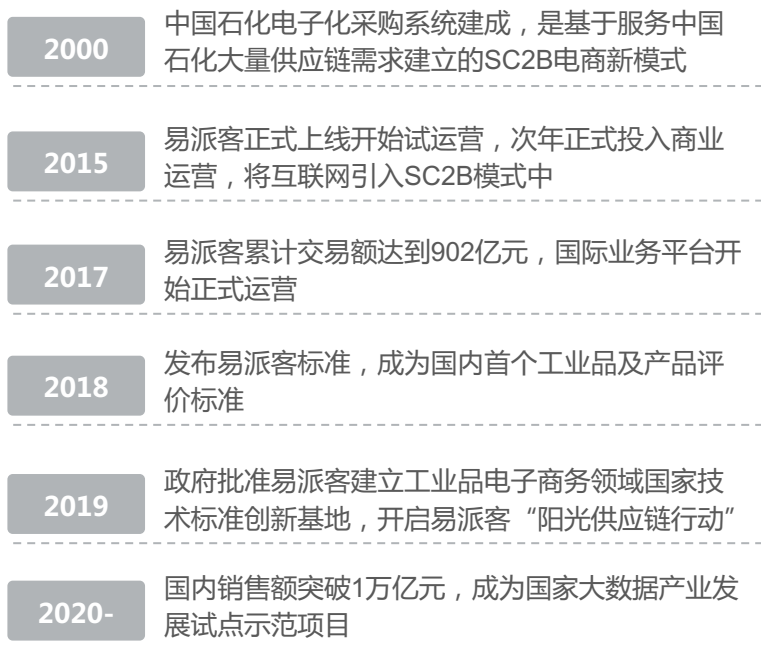 2000
中国石化电子化采购系统建成，是基于服务中国
石化大量供应链需求建立的SC2B电商新模式
2015
易派客正式上线开始试运营，次年正式投入商业
运营，将互联网引入SC2B模式中
2017
易派客累计交易额达到902亿元，国际业务平台开
始正式运营
2018
发布易派客标准，成为国内首个工业品及产品评
价标准
2019
政府批准易派客建立工业品电子商务领域国家技
术标准创新基地，开启易派客“阳光供应链行动”
2020-
国内销售额突破1万亿元，成为国家大数据产业发
展试点示范项目